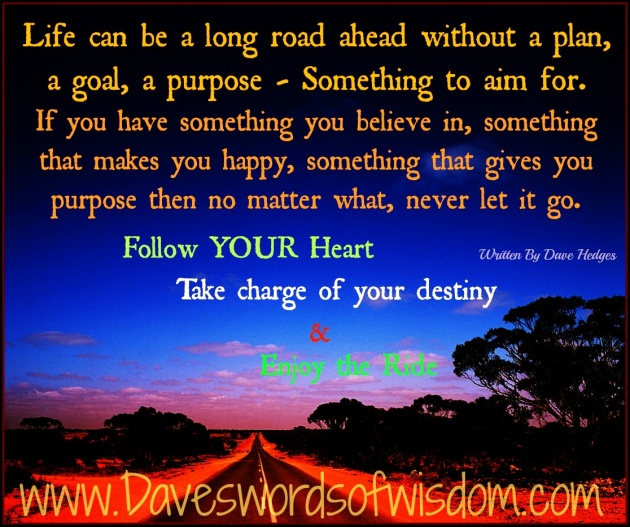 Life can be a long road ahead without a plan,
a goal, a purpose - Something to aim for.
If you have something you believe in, something
that makes you happy, something that gives you
purpose then no matter what, never let it go.
Follow YOUR Heart
Written By Dave Hedges
Take charge of your destiny
&
Enjoy the Ride
www.Daveswordsofwisdom.com